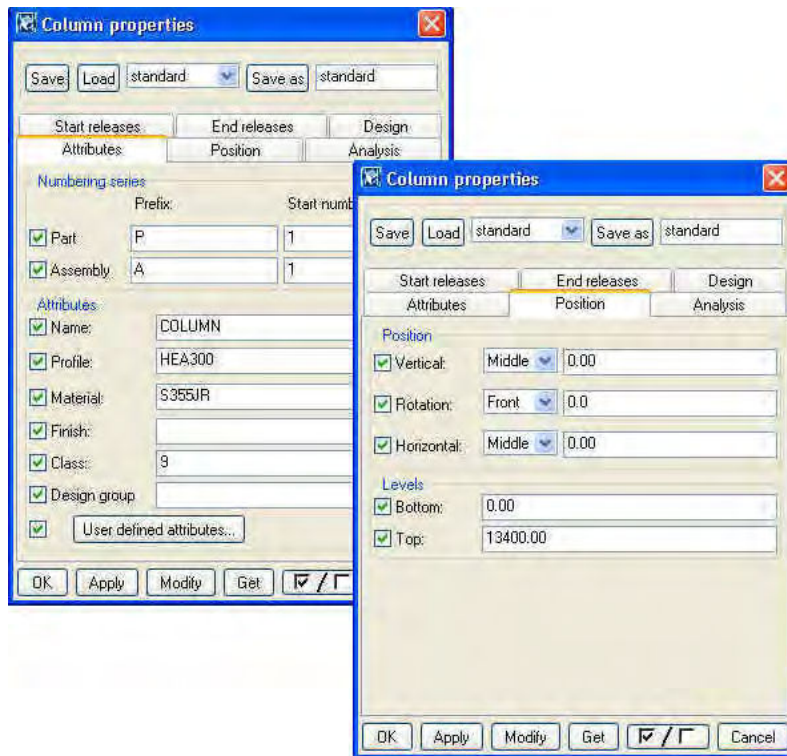 Column properties
Save Load standard Save as standard
Start releases End releases Design
Attributes Position Analysis
Numbering series
Prefix: Start numb
Part P 1
Assembly A 1
Attributes
Name: COLUMN
Profile: HEA300
Material: S355JR
Finish:
Class: 9
Design group
User defined attributes...
OK Apply Modify Get /
Column properties
Save Load standard Save as standard
Start releases End releases Design
Attributes Position Analysis
Position
Vertical: Middle 0.00
Rotation: Front 0.0
Horizontal: Middle 0.00
Levels
Bottom: 0.00
Top: 13400.00
OK Apply Modify Get / Cancel